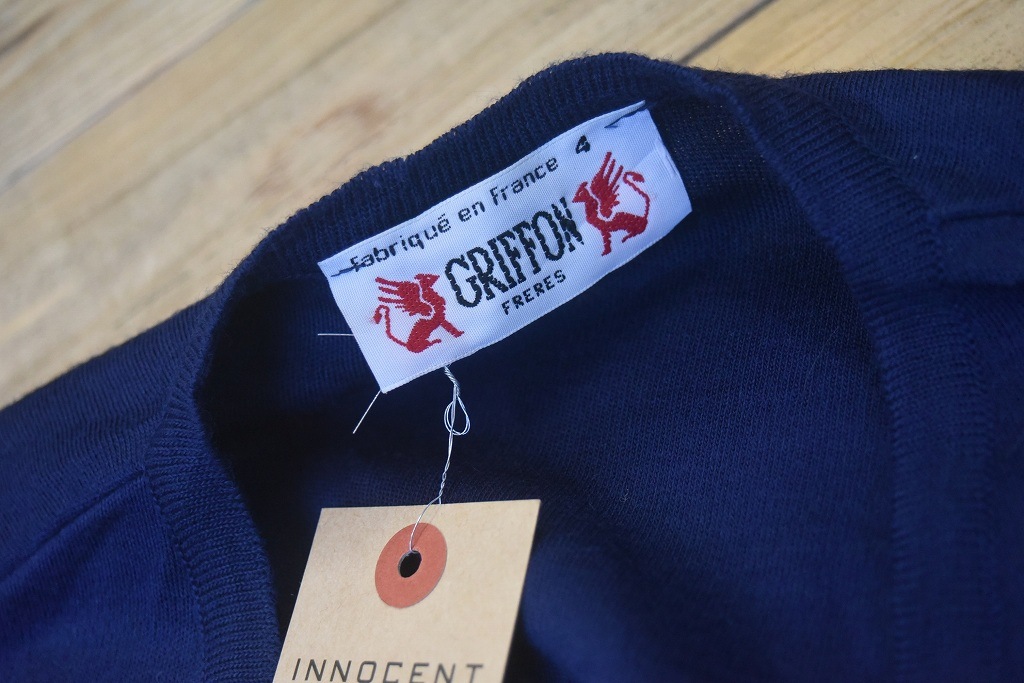 fabriqué en france 4
GRIFFON
FRERES
INNOCENT